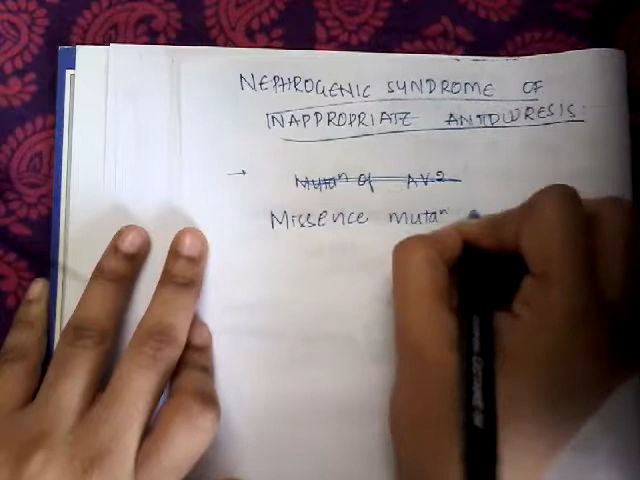 NEPHROGENIC SYNDROME OF
INAPPROPRIATE ANTIDIURESIS
→ Mutaⁿ of AV2
Missence mutaⁿ